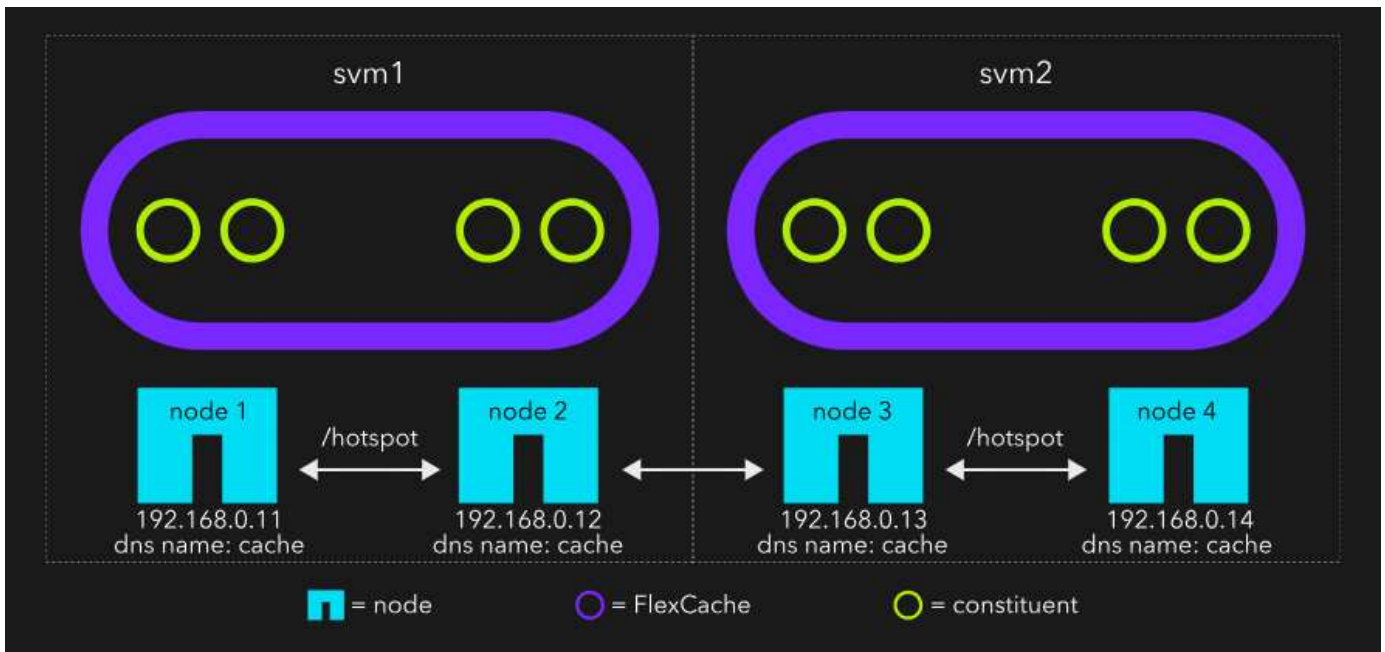 svm1
svm2
node 1
/hotspot
node 2
node 3
/hotspot
node 4
192.168.0.11
dns name: cache
192.168.0.12
dns name: cache
192.168.0.13
dns name: cache
192.168.0.14
dns name: cache
= node
= FlexCache
= constituent